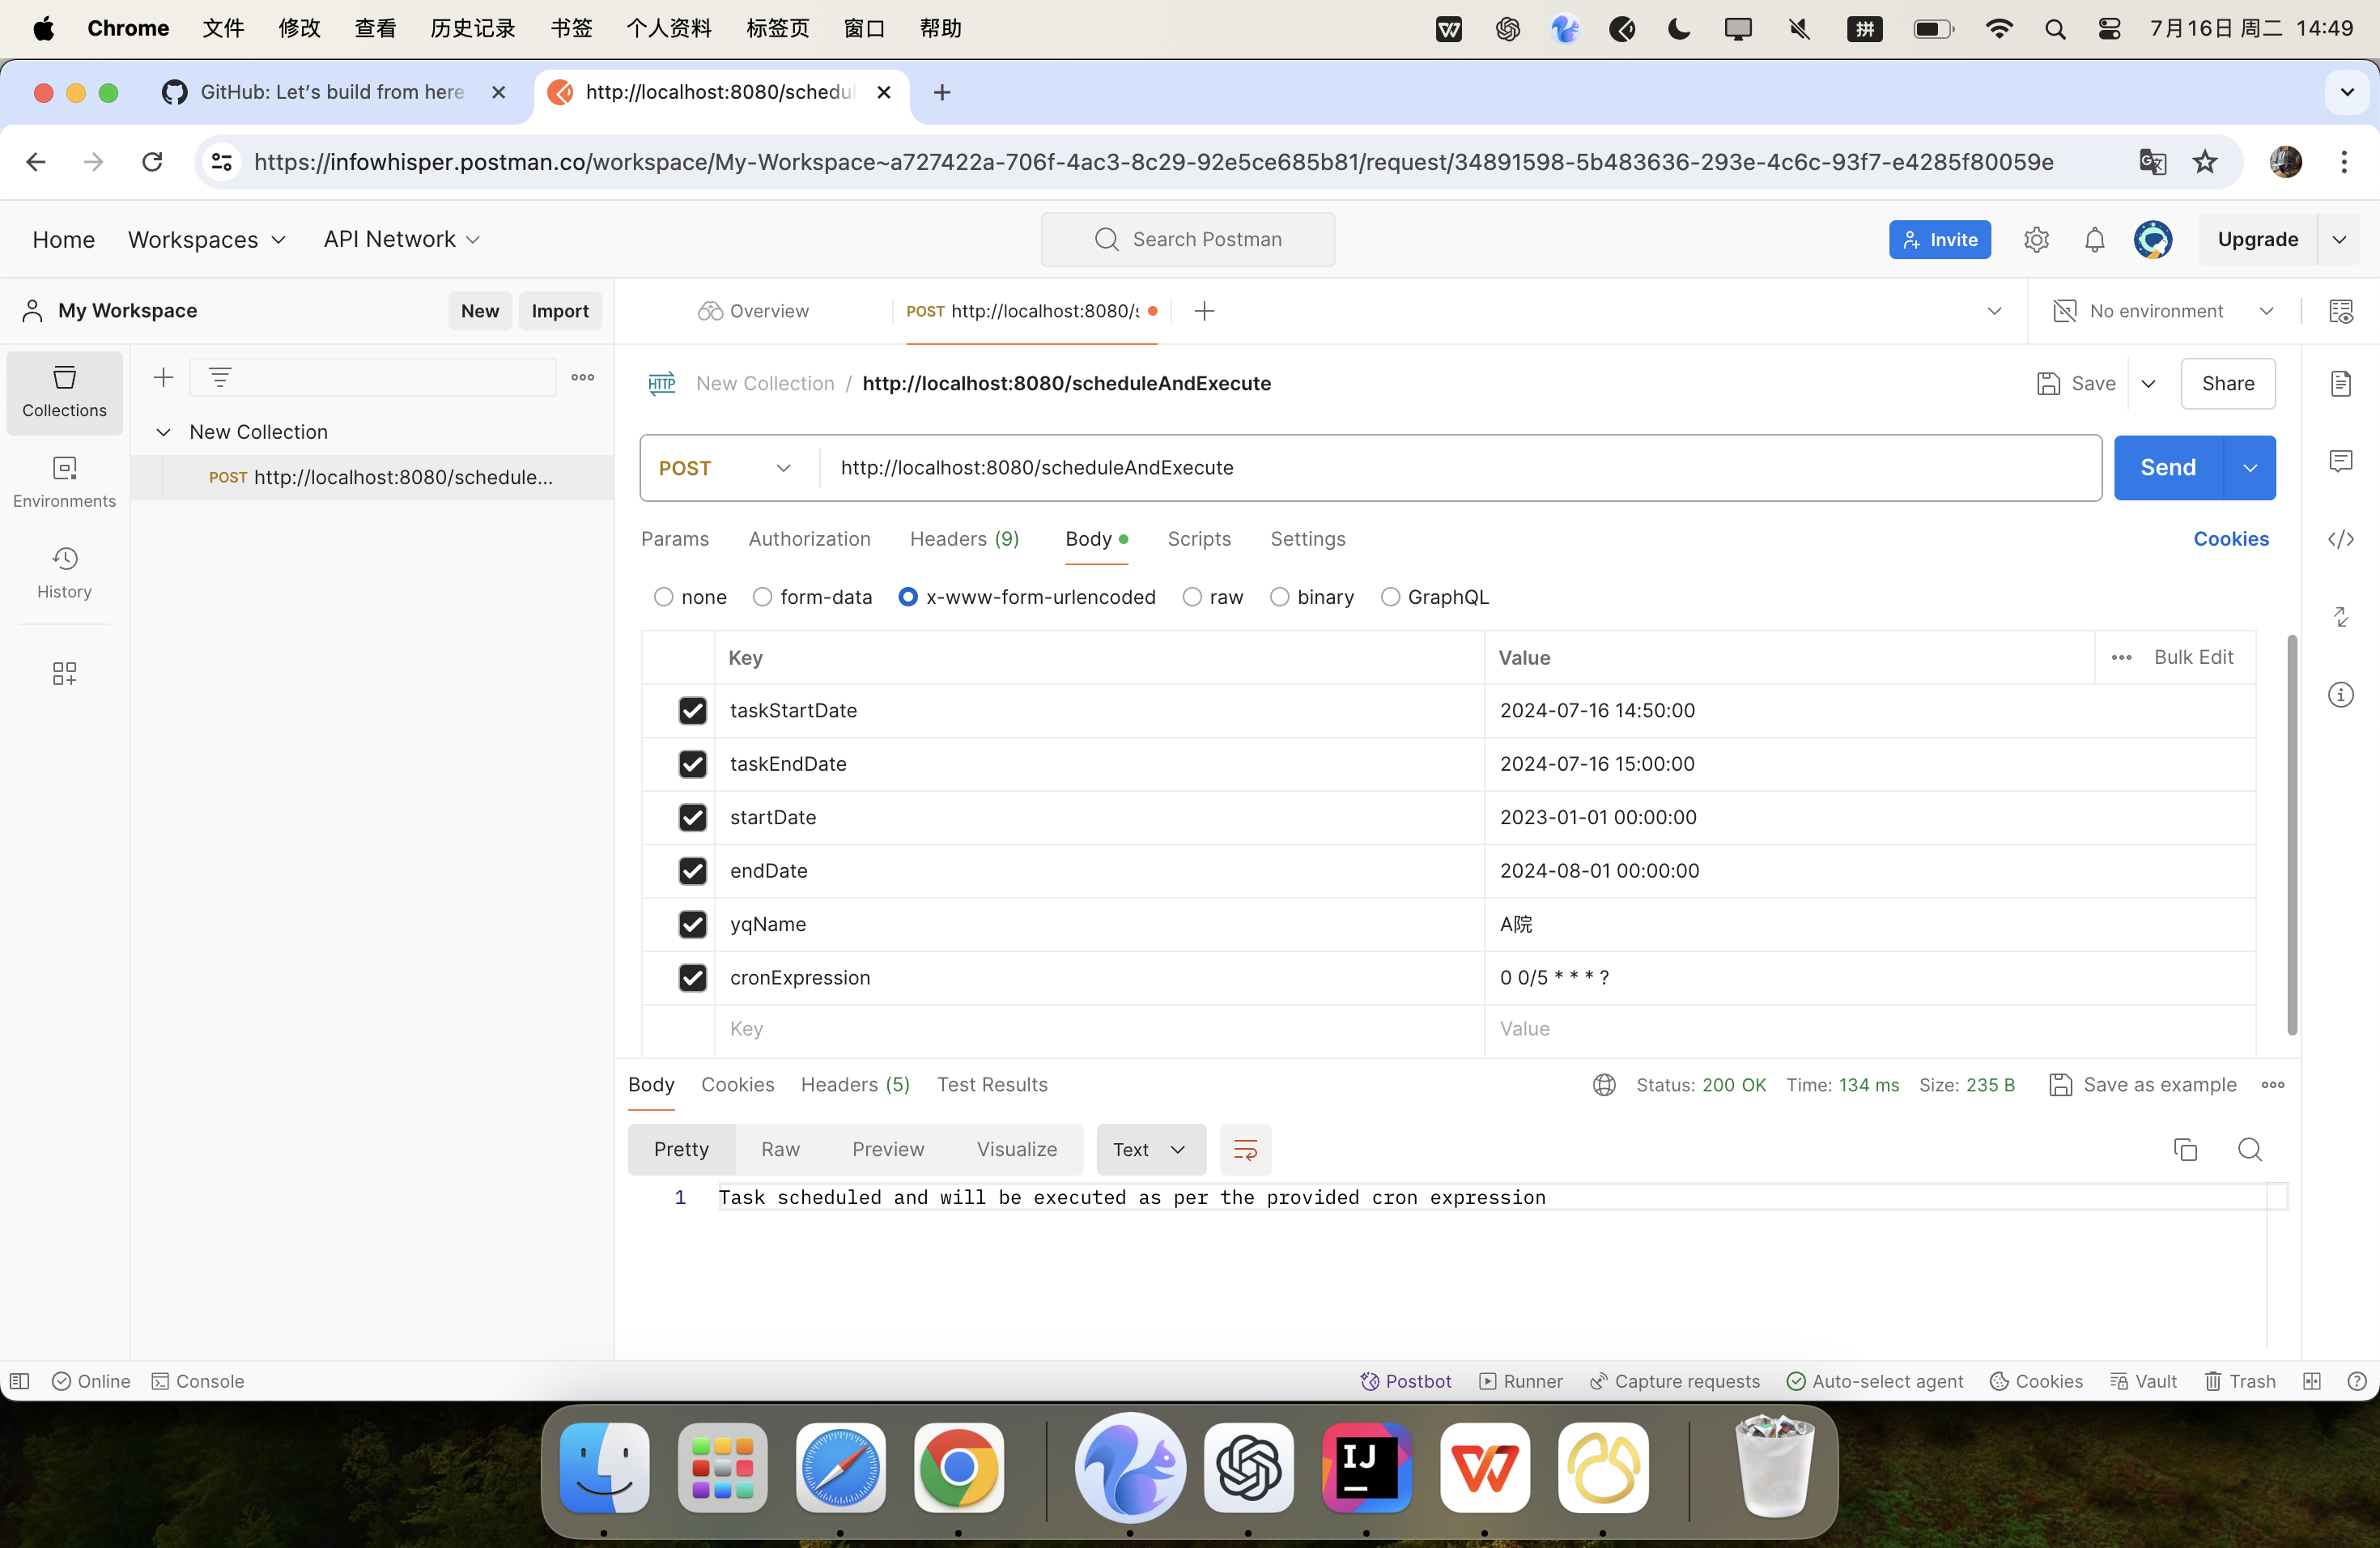 Chrome 文件 修改 查看 历史记录 书签 个人资料 标签页 窗口 帮助 拼 7月16日 周二 14:49
GitHub: Let's build from here http://localhost:8080/schedul
https://infowhisper.postman.co/workspace/My-Workspace~a727422a-706f-4ac3-8c29-92e5ce685b81/request/34891598-5b483636-293e-4c6c-93f7-e4285f80059e
Home Workspaces API Network Search Postman Invite Upgrade
My Workspace New Import Overview POST http://localhost:8080/s No environment
Collections
HTTP New Collection / http://localhost:8080/scheduleAndExecute Save Share
New Collection
POST http://localhost:8080/schedule...
Environments
History
POST http://localhost:8080/scheduleAndExecute Send
Params Authorization Headers (9) Body Scripts Settings Cookies
none form-data x-www-form-urlencoded raw binary GraphQL
Key Value Bulk Edit
taskStartDate 2024-07-16 14:50:00
taskEndDate 2024-07-16 15:00:00
startDate 2023-01-01 00:00:00
endDate 2024-08-01 00:00:00
yqName A院
cronExpression 0 0/5 * * * ?
Key Value
Body Cookies Headers (5) Test Results Status: 200 OK Time: 134 ms Size: 235 B Save as example
Pretty Raw Preview Visualize Text
1 Task scheduled and will be executed as per the provided cron expression
Online Console Postbot Runner Capture requests Auto-select agent Cookies Vault Trash
IJ